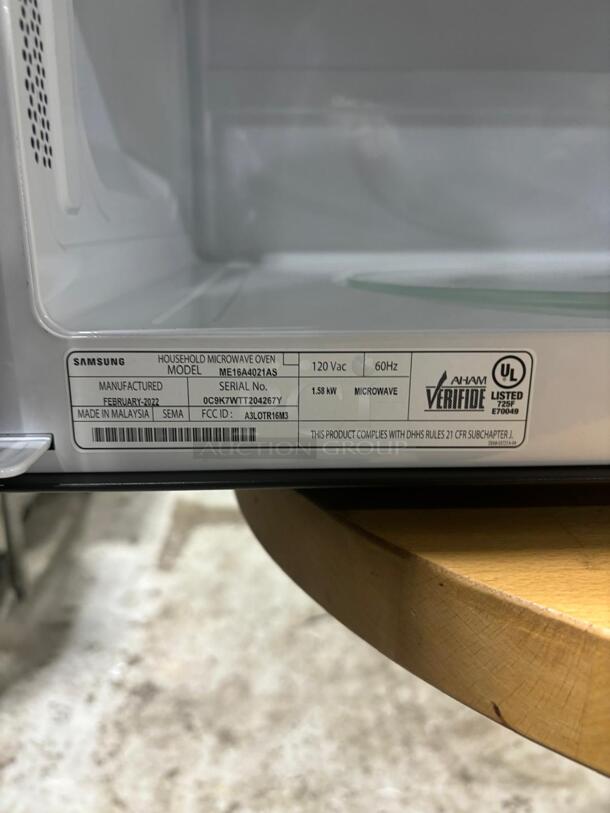 SAMSUNG
HOUSEHOLD MICROWAVE OVEN
MODEL ME16A4021AS
120 Vac 60Hz
MANUFACTURED
FEBRUARY-2022
SERIAL No.
0C9K7WTT204267Y
1.58 kW MICROWAVE
MADE IN MALAYSIA SEMA FCC ID : A3LOTR16M3
AHAM
VERIFIDE
UL
LISTED
725F
E70049
THIS PRODUCT COMPLIES WITH DHHS RULES 21 CFR SUBCHAPTER J.
AUCTION GROUP